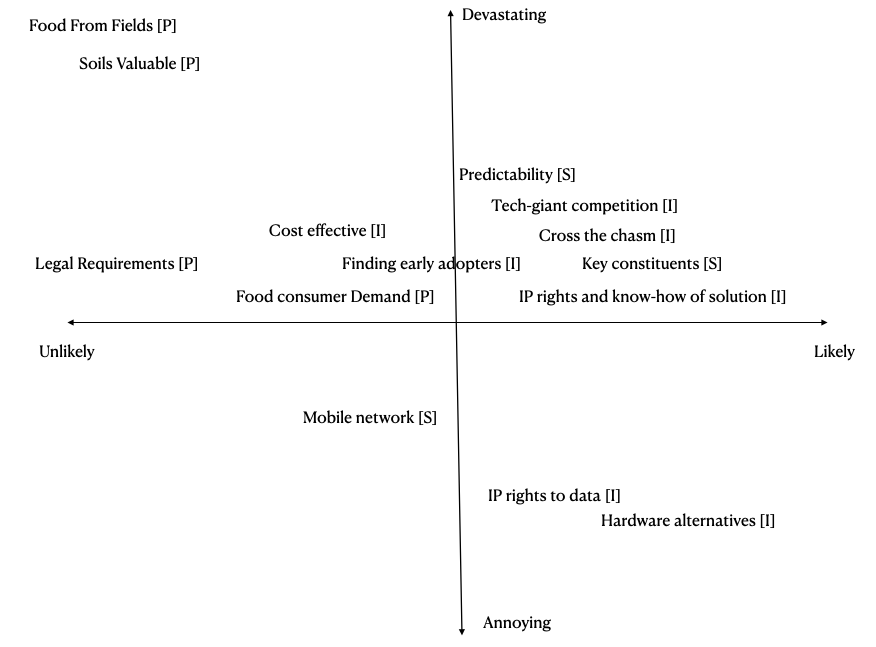 Devastating
Food From Fields [P]
Soils Valuable [P]
Predictability [S]
Tech-giant competition [I]
Cost effective [I]
Cross the chasm [I]
Legal Requirements [P]
Finding early adopters [I]
Key constituents [S]
Food consumer Demand [P]
IP rights and know-how of solution [I]
Unlikely
Likely
Mobile network [S]
IP rights to data [I]
Hardware alternatives [I]
Annoying